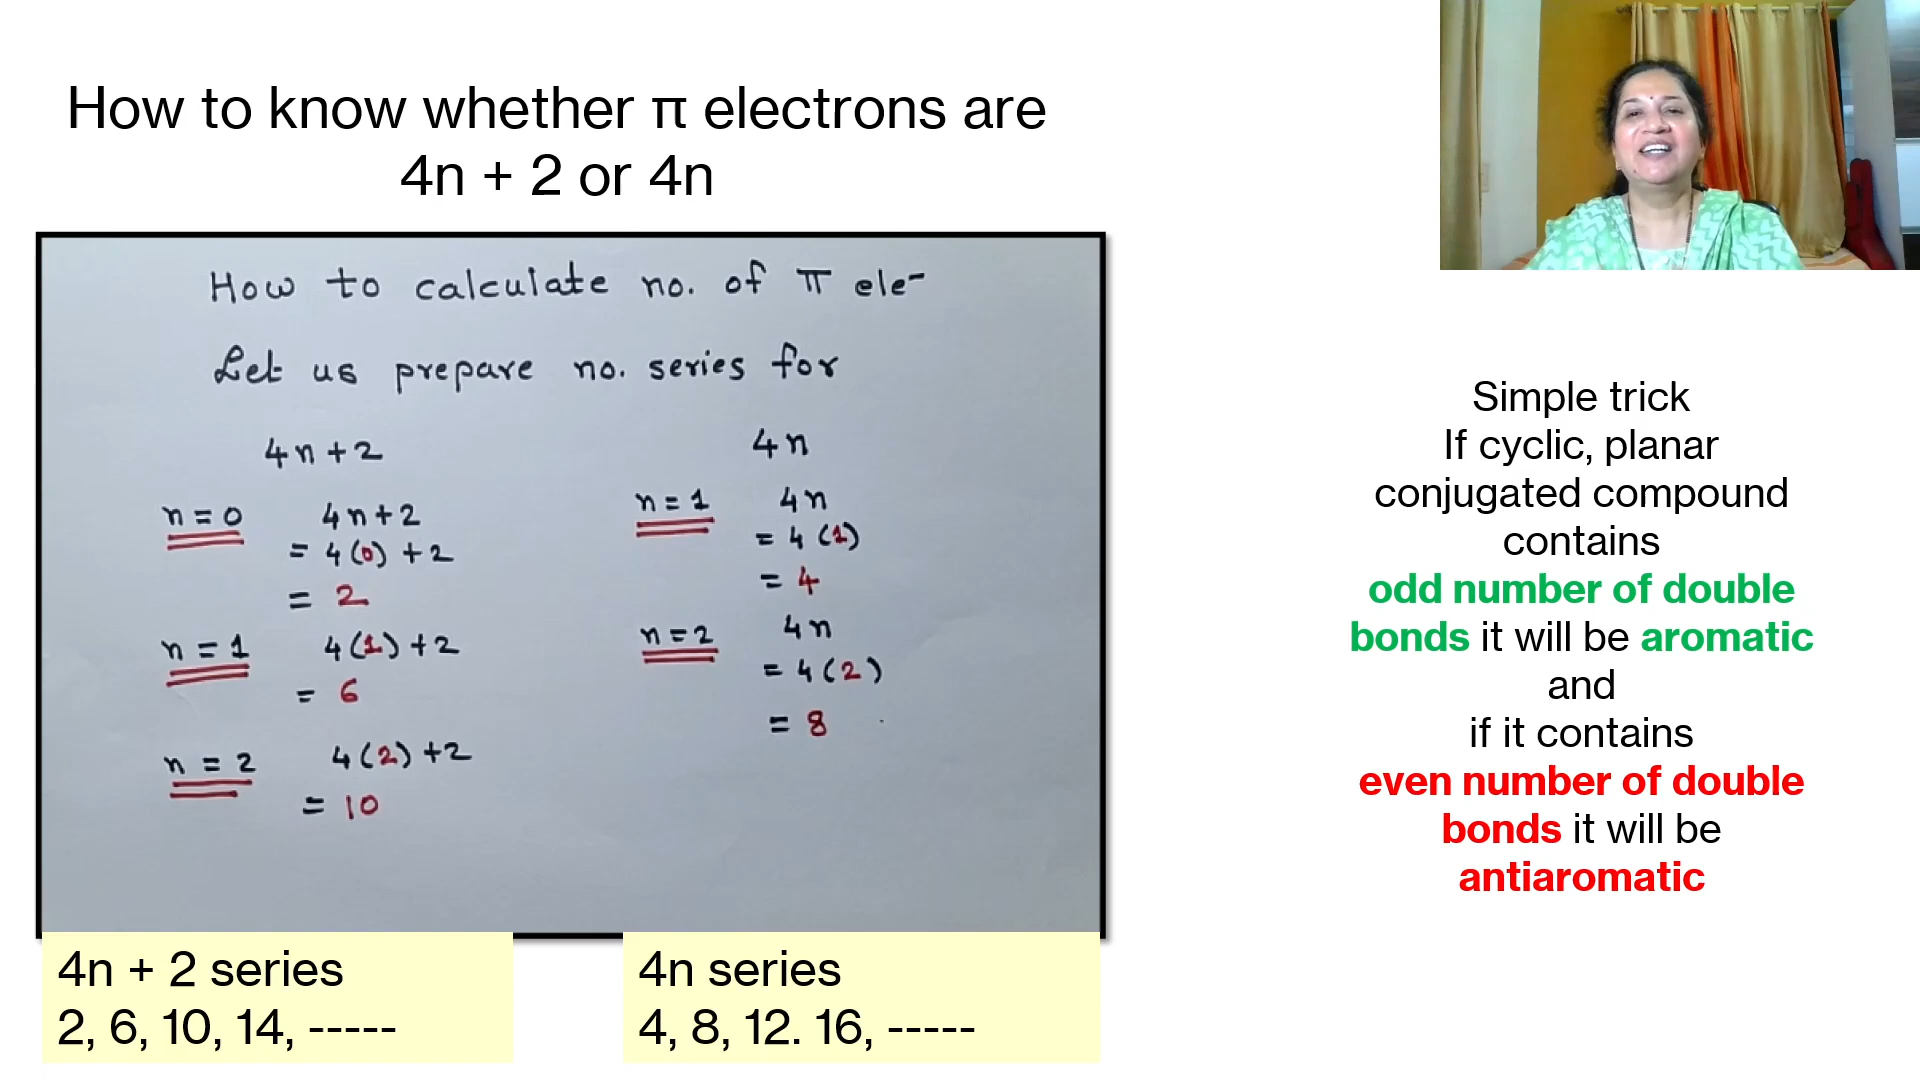 How to know whether π electrons are
4n + 2 or 4n
How to calculate no. of π ele-
Let us prepare no. series for
4n+2
n = 0 4n+2
= 4(0) +2
= 2
n = 1 4(1)+2
= 6
n = 2 4(2)+2
= 10
4n
n=1 4n
= 4(1)
= 4
n=2 4n
= 4(2)
= 8
4n + 2 series
2, 6, 10, 14, -----
4n series
4, 8, 12. 16, -----
Simple trick
If cyclic, planar
conjugated compound
contains
odd number of double
bonds it will be aromatic
and
if it contains
even number of double
bonds it will be
antiaromatic